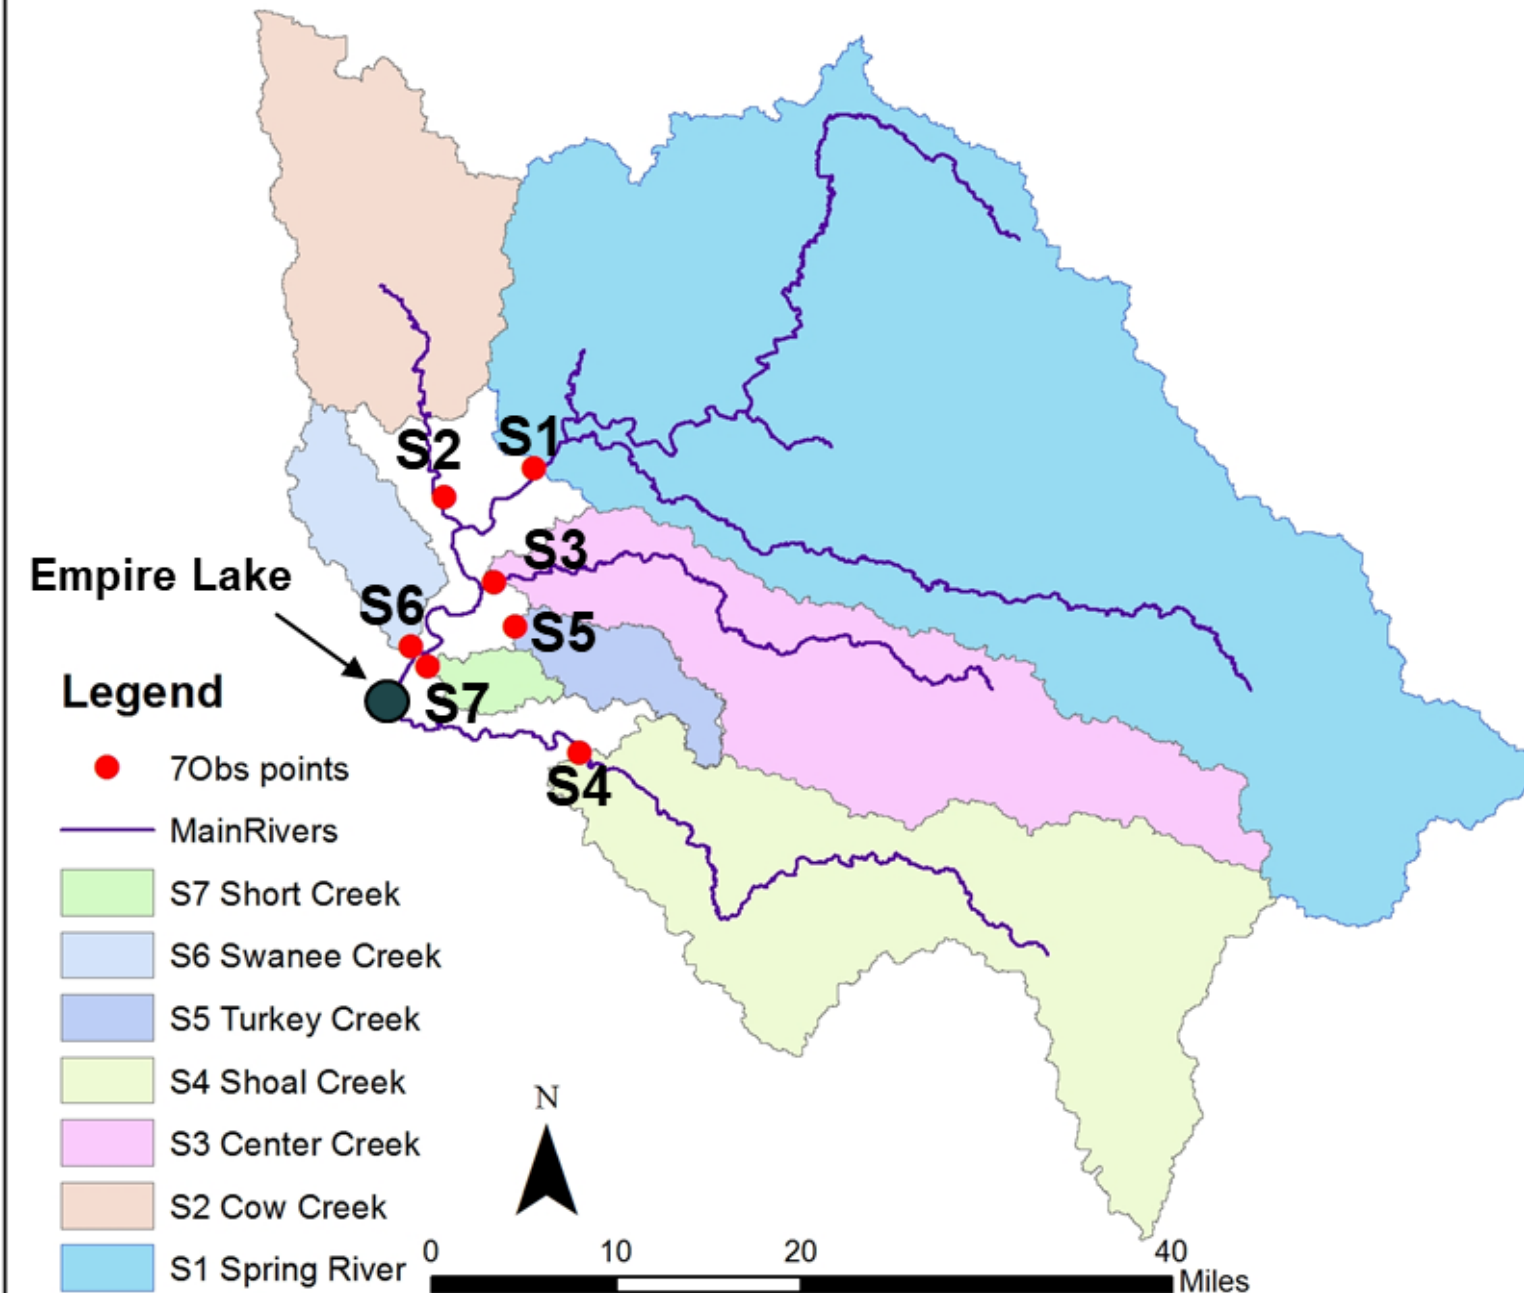 S2
S1
S3
Empire Lake
S6
S5
S7
S4
Legend
7Obs points
MainRivers
S7 Short Creek
S6 Swanee Creek
S5 Turkey Creek
S4 Shoal Creek
S3 Center Creek
S2 Cow Creek
S1 Spring River
N
0 10 20 40
Miles